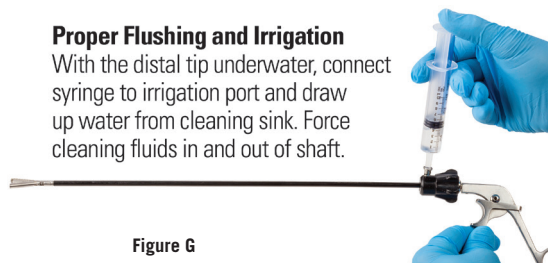 Proper Flushing and Irrigation
With the distal tip underwater, connect
syringe to irrigation port and draw
up water from cleaning sink. Force
cleaning fluids in and out of shaft.
Figure G